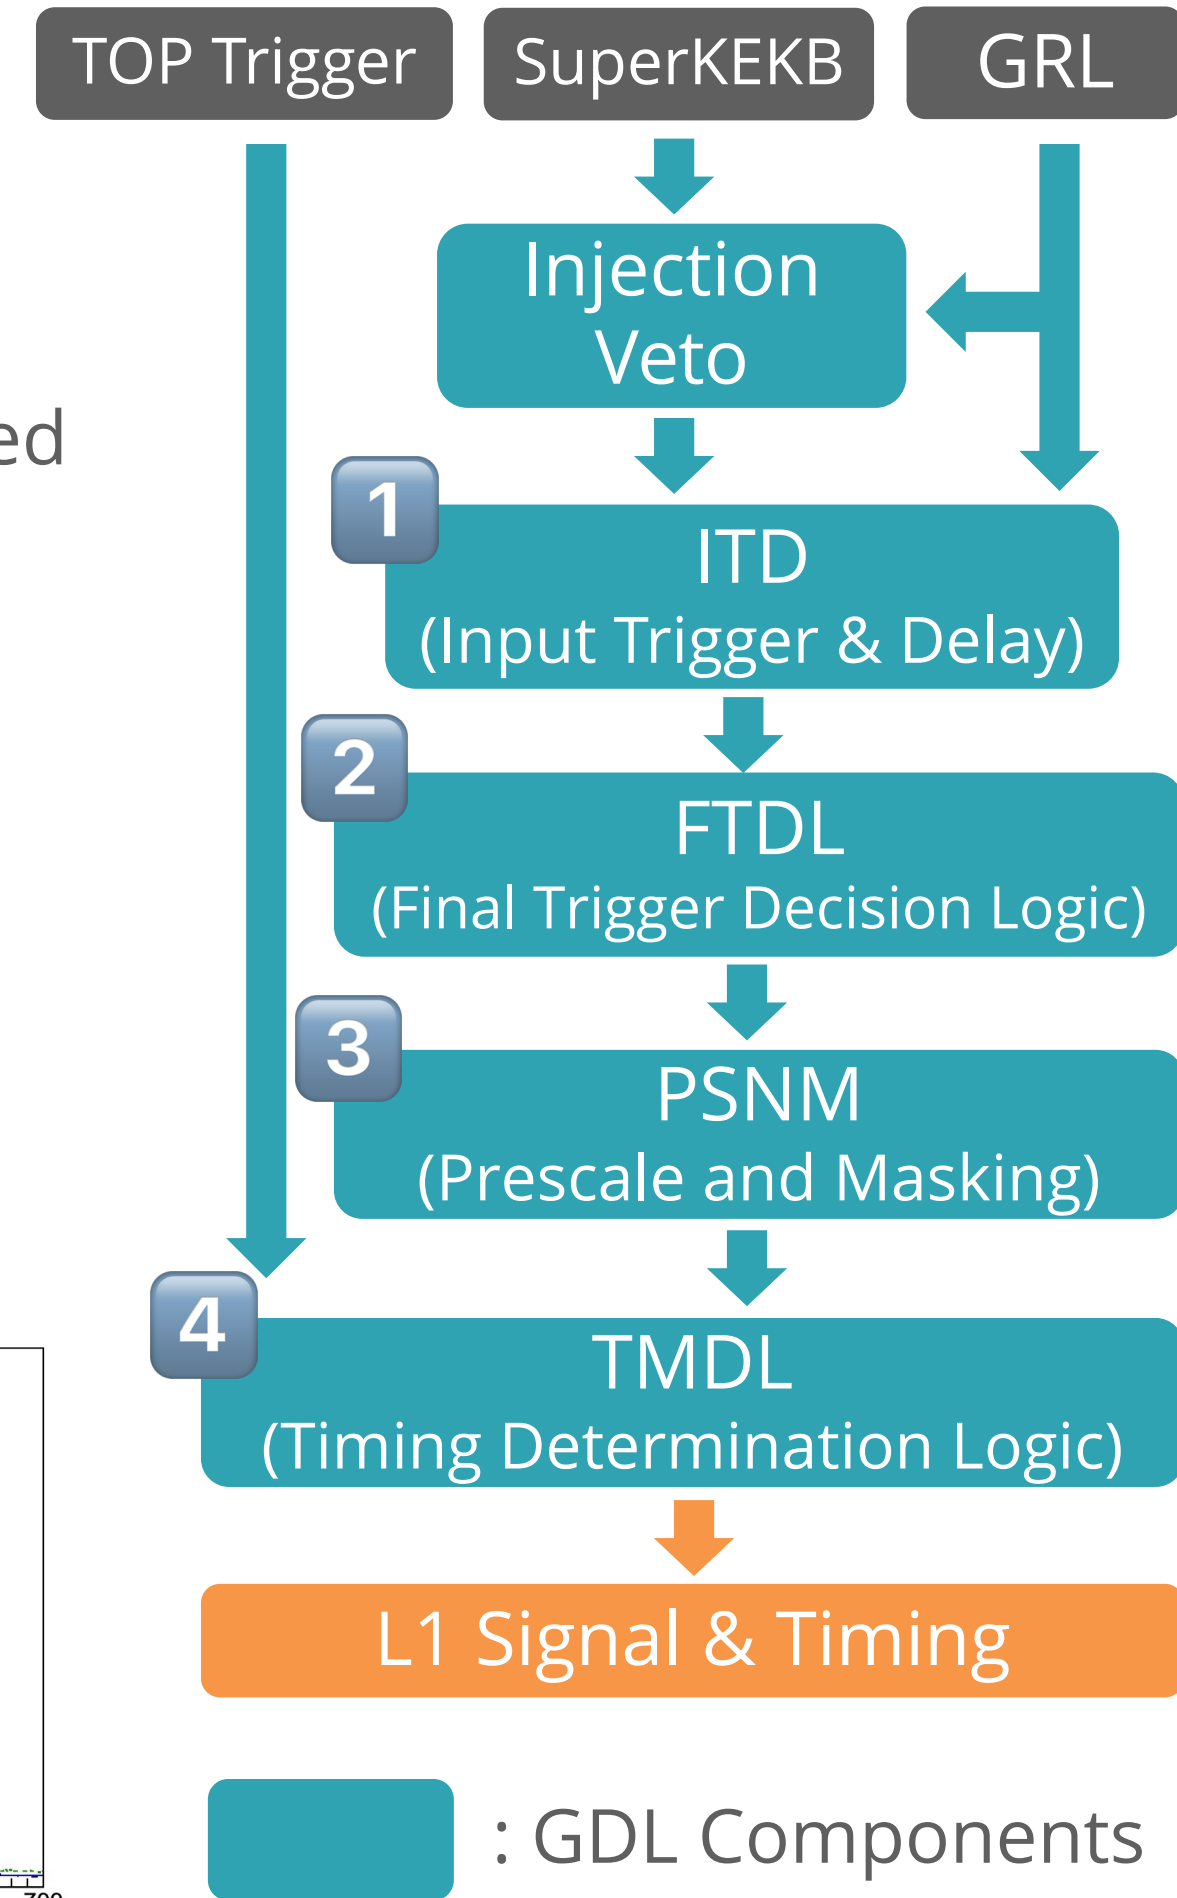 TOP Trigger
SuperKEKB
GRL
Injection
Veto
ed
1
ITD
(Input Trigger & Delay)
2
FTDL
(Final Trigger Decision Logic)
3
PSNM
(Prescale and Masking)
4
TMDL
(Timing Determination Logic)
L1 Signal & Timing
: GDL Components